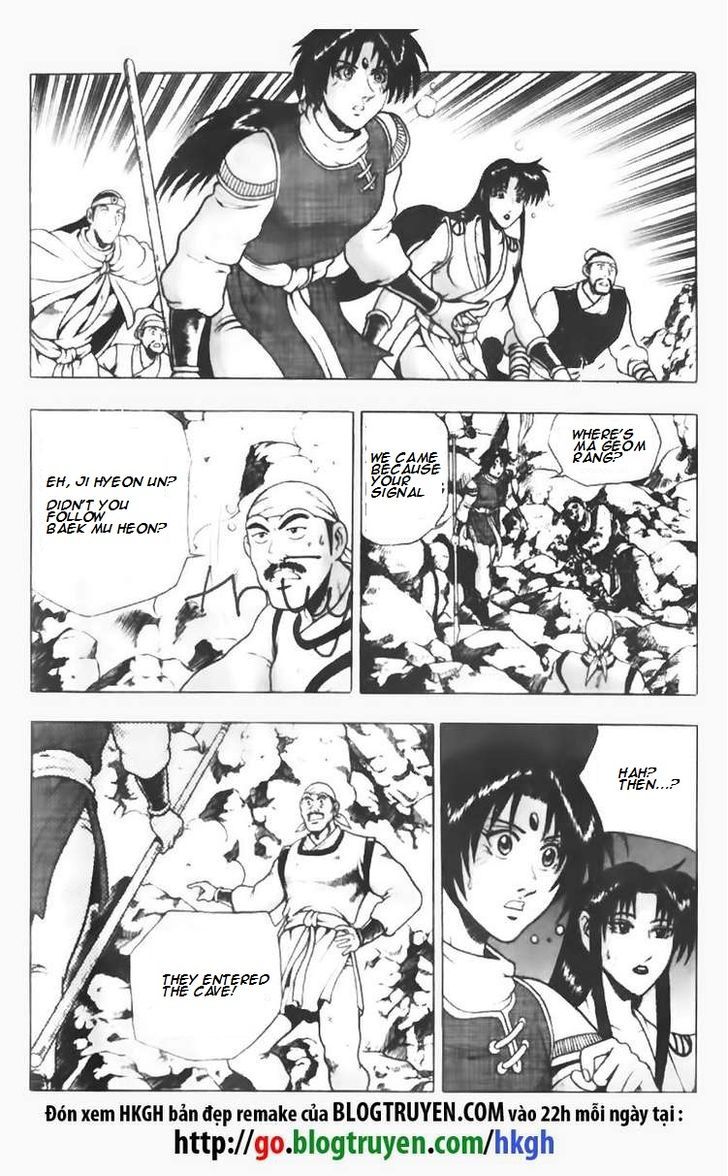 EH, JI HYEON UN?
DIDN'T YOU
FOLLOW
BAEK MU HEON?
WE CAME
BECAUSE
YOUR
SIGNAL
WHERE'S
MA GEOM
RANG?
THEY ENTERED
THE CAVE!
HAH?
THEN...?
Đón xem HKGH bản đẹp remake của BLOGTRUYEN.COM vào 22h mỗi ngày tại :
http://go.blogtruyen.com/hkgh